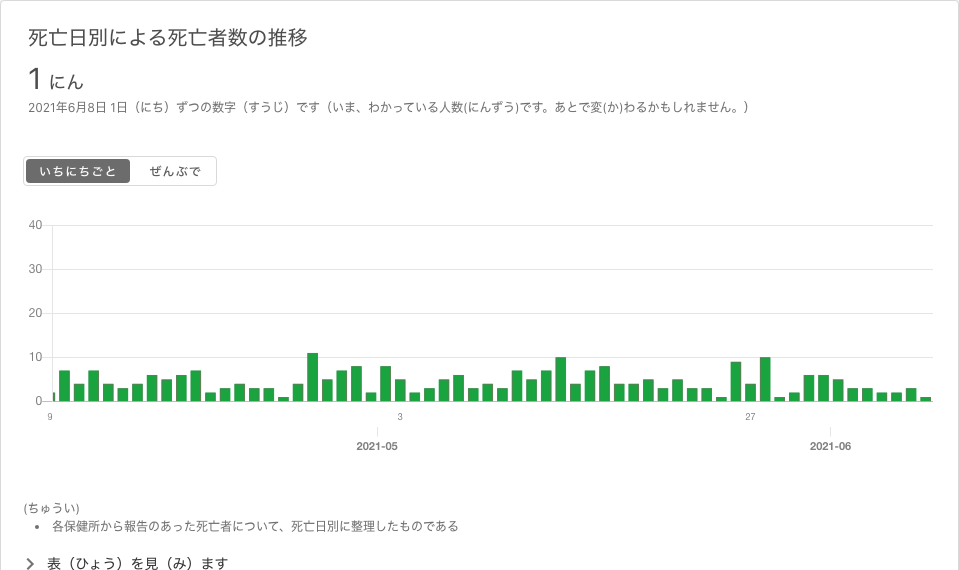 死亡日別による死亡者数の推移
1 にん
2021年6月8日 1日（にち）ずつの数字（すうじ）です（いま、わかっている人数(にんずう)です。あとで変(か)わるかもしれません。）
いちにちごと ぜんぶで
40
30
20
10
0
9 3 27
2021-05 2021-06
(ちゅうい)
• 各保健所から報告のあった死亡者について、死亡日別に整理したものである
表（ひょう）を見（み）ます